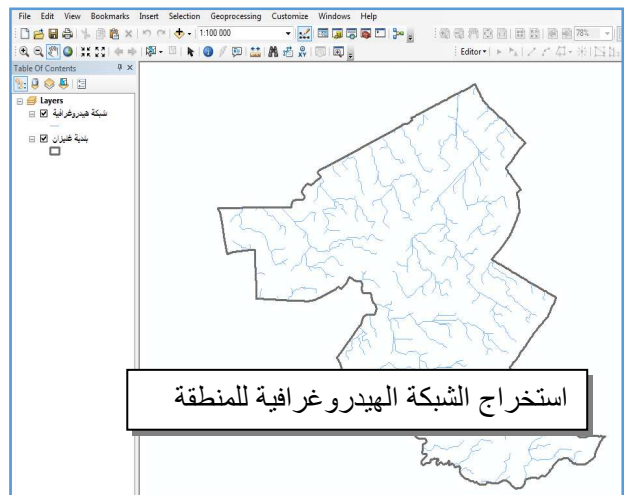 File Edit View Bookmarks Insert Selection Geoprocessing Customize Windows Help
1:100 000
78%
Editor
Table Of Contents
Layers
شبكة هيدروغرافية
بلدية غليزان
استخراج الشبكة الهيدروغرافية للمنطقة